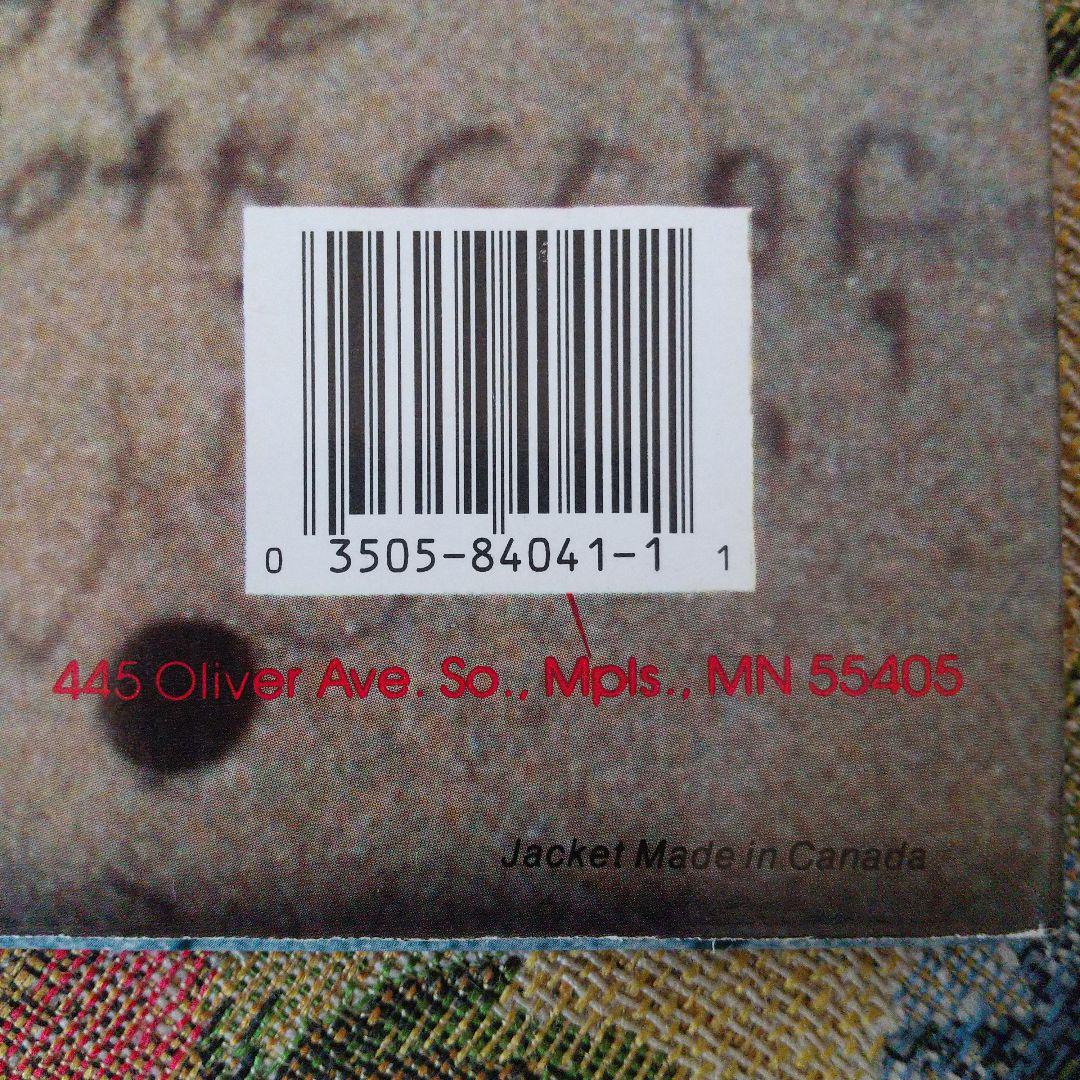 0 3505-84041-1 1
445 Oliver Ave. So., Mpls., MN 55405
Jacket Made in Canada